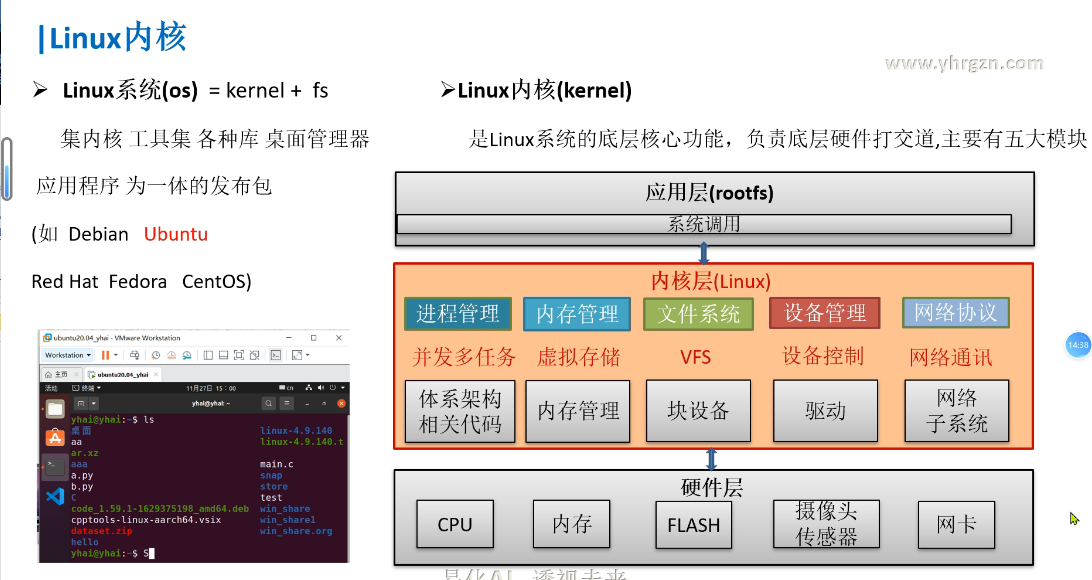 |Linux内核
www.yhrgzn.com
➢ Linux系统(os) = kernel + fs
集内核 工具集 各种库 桌面管理器
应用程序 为一体的发布包
(如 Debian Ubuntu
Red Hat Fedora CentOS)
➢Linux内核(kernel)
是Linux系统的底层核心功能，负责底层硬件打交道,主要有五大模块
应用层(rootfs)
系统调用
内核层(Linux)
进程管理 内存管理 文件系统 设备管理 网络协议
并发多任务 虚拟存储 VFS 设备控制 网络通讯
体系架构
相关代码
内存管理
块设备
驱动
网络
子系统
硬件层
CPU
内存
FLASH
摄像头
传感器
网卡
14:38
ubuntu20.04_yhai - VMware Workstation
Workstation
主页
ubuntu20.04_yhai
活动 终端 11月27日 15：00 cn
yhai@yhai: ~
yhai@yhai:~$ ls
桌面 linux-4.9.140
aa linux-4.9.140.t
ar.xz
aaa main.c
a.py snap
b.py store
C test
code_1.59.1-1629375198_amd64.deb win_share
cpptools-linux-aarch64.vsix win_share1
dataset.zip win_share.org
hello
yhai@yhai:~$ S